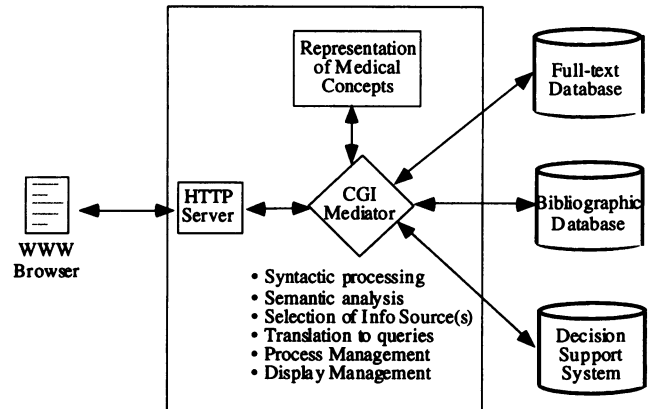 Representation
of Medical
Concepts
Full-text
Database
HTTP
Server
CGI
Mediator
Bibliographic
Database
WWW
Browser
• Syntactic processing
• Semantic analysis
• Selection of Info Source(s)
• Translation to queries
• Process Management
• Display Management
Decision
Support
System